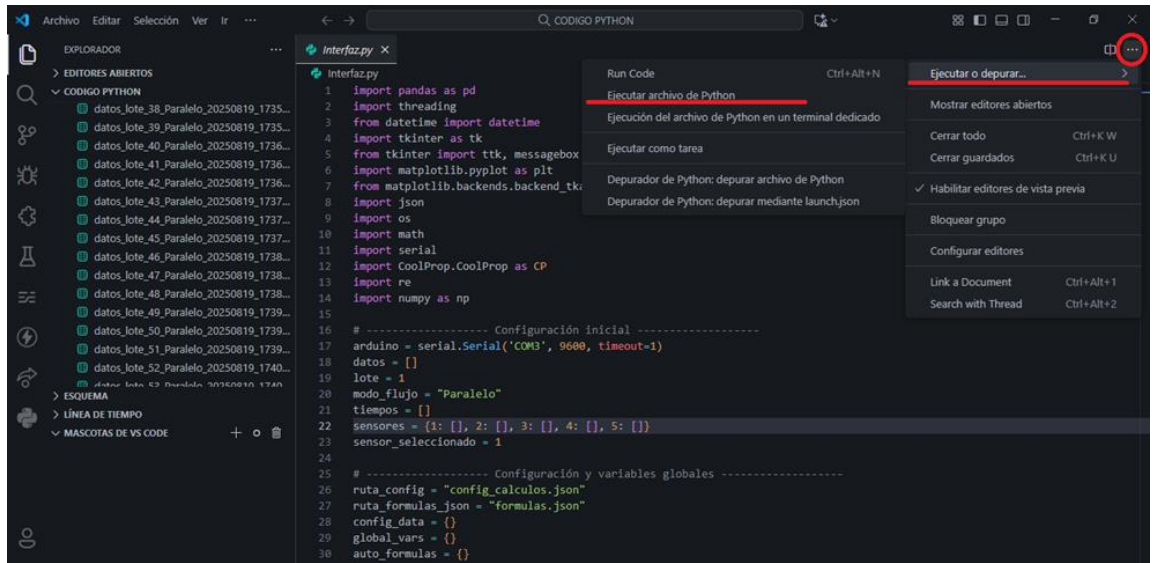 Archivo Editar Selección Ver Ir ···
CODIGO PYTHON
EXPLORADOR ···
EDITORES ABIERTOS
CODIGO PYTHON
datos_lote_38_Paralelo_20250819_1735...
datos_lote_39_Paralelo_20250819_1735...
datos_lote_40_Paralelo_20250819_1736...
datos_lote_41_Paralelo_20250819_1736...
datos_lote_42_Paralelo_20250819_1736...
datos_lote_43_Paralelo_20250819_1737...
datos_lote_44_Paralelo_20250819_1737...
datos_lote_45_Paralelo_20250819_1737...
datos_lote_46_Paralelo_20250819_1738...
datos_lote_47_Paralelo_20250819_1738...
datos_lote_48_Paralelo_20250819_1738...
datos_lote_49_Paralelo_20250819_1739...
datos_lote_50_Paralelo_20250819_1739...
datos_lote_51_Paralelo_20250819_1739...
datos_lote_52_Paralelo_20250819_1740...
datos_lote_53_Paralelo_20250819_1740...
ESQUEMA
LÍNEA DE TIEMPO
MASCOTAS DE VS CODE
Interfaz.py
Interfaz.py
1 import pandas as pd
2 import threading
3 from datetime import datetime
4 import tkinter as tk
5 from tkinter import ttk, messagebox
6 import matplotlib.pyplot as plt
7 from matplotlib.backends.backend_tka
8 import json
9 import os
10 import math
11 import serial
12 import CoolProp.CoolProp as CP
13 import re
14 import numpy as np
15
16 # ------------------ Configuración inicial ------------------
17 arduino = serial.Serial('COM3', 9600, timeout=1)
18 datos = []
19 lote = 1
20 modo_flujo = "Paralelo"
21 tiempos = []
22 sensores = {1: [], 2: [], 3: [], 4: [], 5: []}
23 sensor_seleccionado = 1
24
25 # ------------------ Configuración y variables globales ------------------
26 ruta_config = "config_calculos.json"
27 ruta_formulas_json = "formulas.json"
28 config_data = {}
29 global_vars = {}
30 auto_formulas = {}
Run Code Ctrl+Alt+N
Ejecutar archivo de Python
Ejecución del archivo de Python en un terminal dedicado
Ejecutar como tarea
Depurador de Python: depurar archivo de Python
Depurador de Python: depurar mediante launch.json
Ejecutar o depurar...
Mostrar editores abiertos
Cerrar todo Ctrl+K W
Cerrar guardados Ctrl+K U
Habilitar editores de vista previa
Bloquear grupo
Configurar editores
Link a Document Ctrl+Alt+1
Search with Thread Ctrl+Alt+2